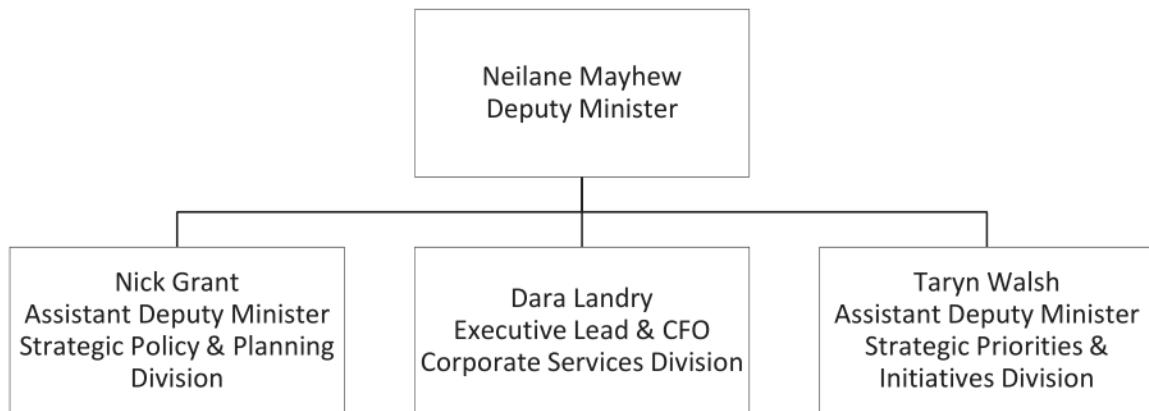 Neilane Mayhew
Deputy Minister
Nick Grant
Assistant Deputy Minister
Strategic Policy & Planning
Division
Dara Landry
Executive Lead & CFO
Corporate Services Division
Taryn Walsh
Assistant Deputy Minister
Strategic Priorities &
Initiatives Division